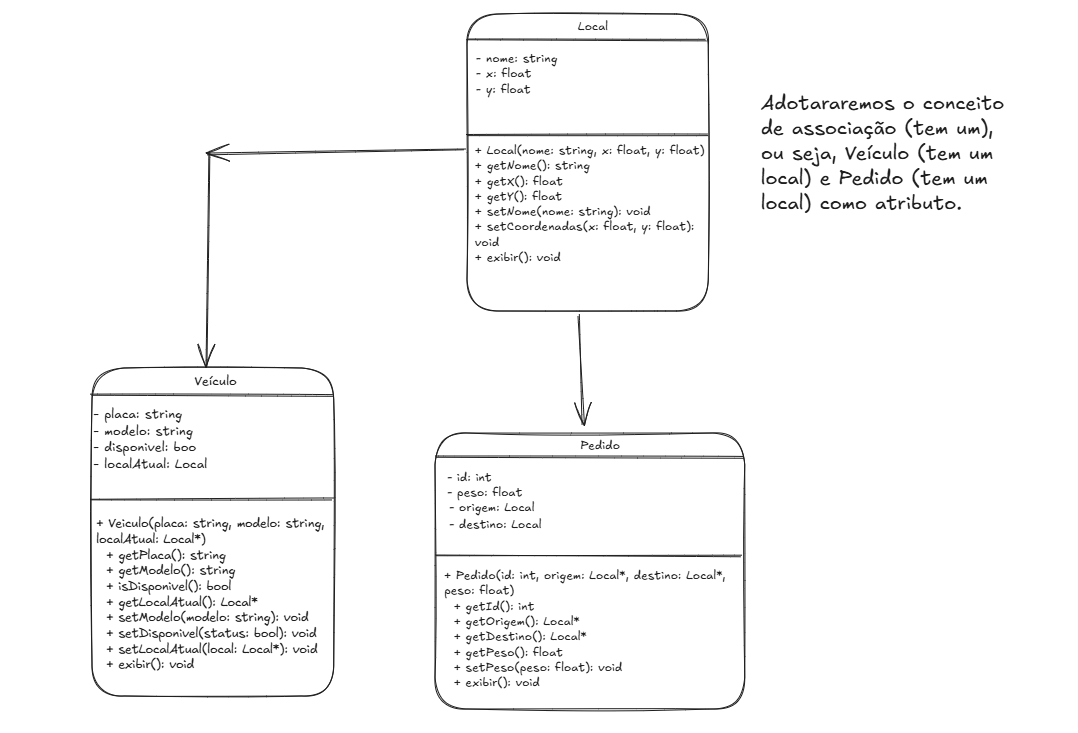 Local
- nome: string
- x: float
- y: float
+ Local(nome: string, x: float, y: float)
+ getNome(): string
+ getX(): float
+ getY(): float
+ setNome(nome: string): void
+ setCoordenadas(x: float, y: float):
void
+ exibir(): void
Adotararemos o conceito
de associação (tem um),
ou seja, Veículo (tem um
local) e Pedido (tem um
local) como atributo.
Veículo
- placa: string
- modelo: string
- disponivel: boo
- localAtual: Local
+ Veiculo(placa: string, modelo: string,
localAtual: Local*)
+ getPlaca(): string
+ getModelo(): string
+ isDisponivel(): bool
+ getLocalAtual(): Local*
+ setModelo(modelo: string): void
+ setDisponivel(status: bool): void
+ setLocalAtual(local: Local*): void
+ exibir(): void
Pedido
- id: int
- peso: float
- origem: Local
- destino: Local
+ Pedido(id: int, origem: Local*, destino: Local*,
peso: float)
+ getId(): int
+ getOrigem(): Local*
+ getDestino(): Local*
+ getPeso(): float
+ setPeso(peso: float): void
+ exibir(): void